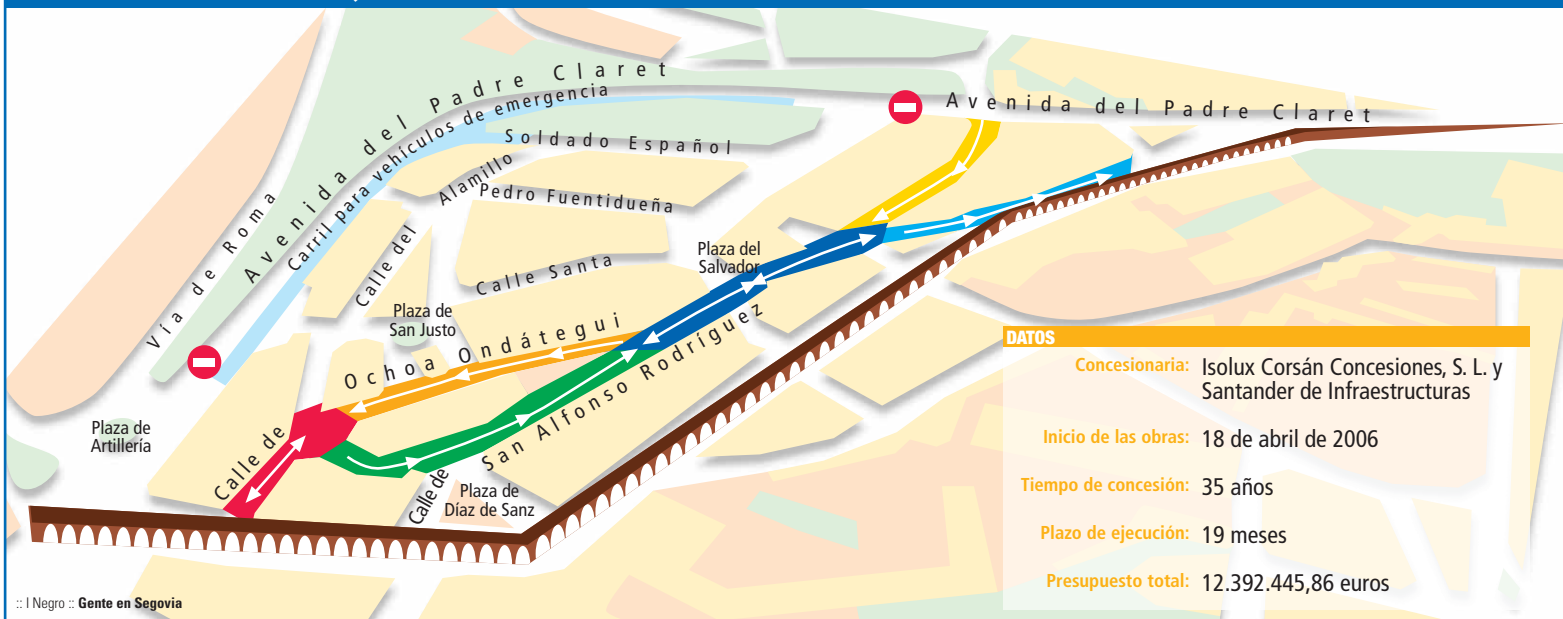 Avenida del Padre Claret
Avenida del Padre Claret
Carril para vehículos de emergencia
Soldado Español
Vía de Roma
Alamillo
Calle del
Pedro Fuentidueña
Plaza del
Salvador
Calle Santa
Plaza de
San Justo
Ochoa Ondátegui
Calle de
San Alfonso Rodríguez
Calle de
Plaza de
Artillería
Plaza de
Díaz de Sanz
DATOS
Concesionaria: Isolux Corsán Concesiones, S. L. y
Santander de Infraestructuras
Inicio de las obras: 18 de abril de 2006
Tiempo de concesión: 35 años
Plazo de ejecución: 19 meses
Presupuesto total: 12.392.445,86 euros
:: I Negro :: Gente en Segovia